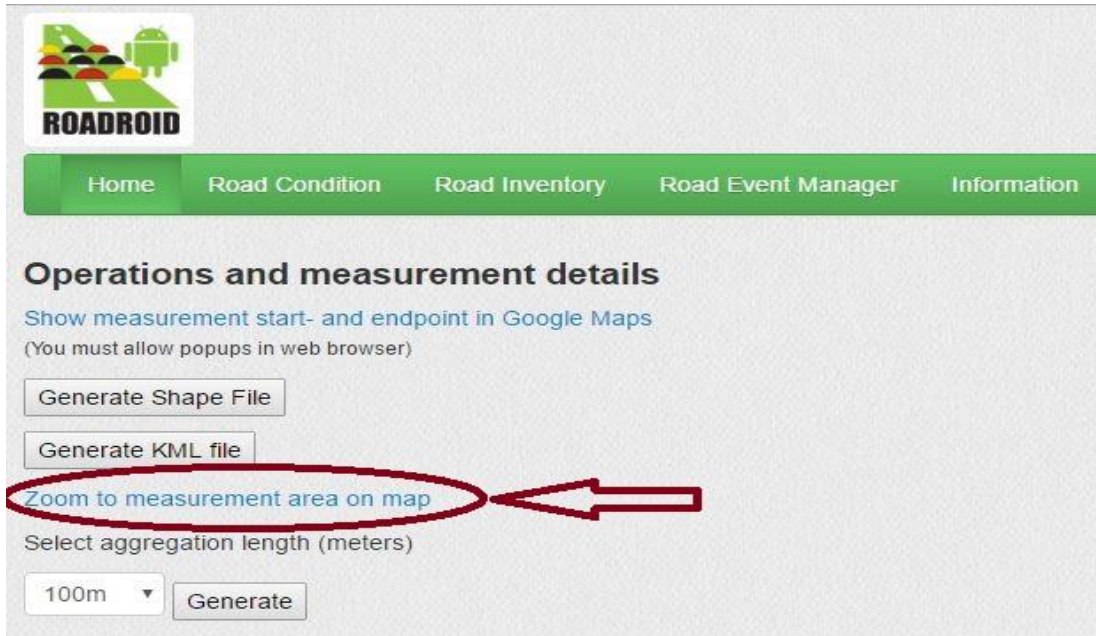 ROADROID
Home Road Condition Road Inventory Road Event Manager Information
Operations and measurement details
Show measurement start- and endpoint in Google Maps
(You must allow popups in web browser)
Generate Shape File
Generate KML file
Zoom to measurement area on map
Select aggregation length (meters)
100m Generate